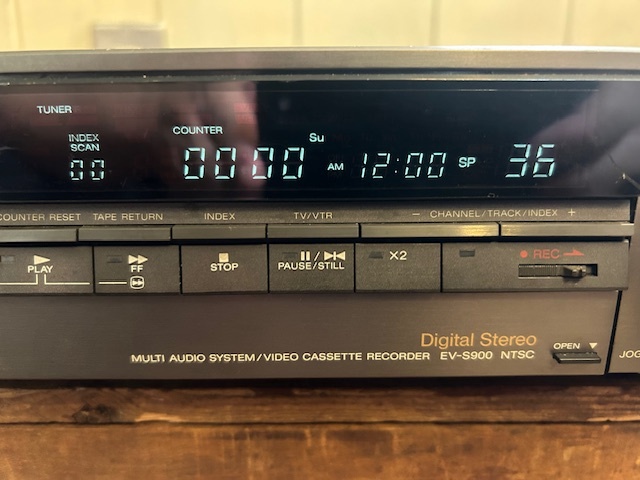 TUNER
INDEX SCAN
00
COUNTER
0000
Su
AM 12:00 SP 36
COUNTER RESET TAPE RETURN INDEX TV/VTR − CHANNEL/TRACK/INDEX +
PLAY FF STOP PAUSE/STILL ×2 REC
Digital Stereo
MULTI AUDIO SYSTEM/VIDEO CASSETTE RECORDER EV-S900 NTSC
OPEN
JOG